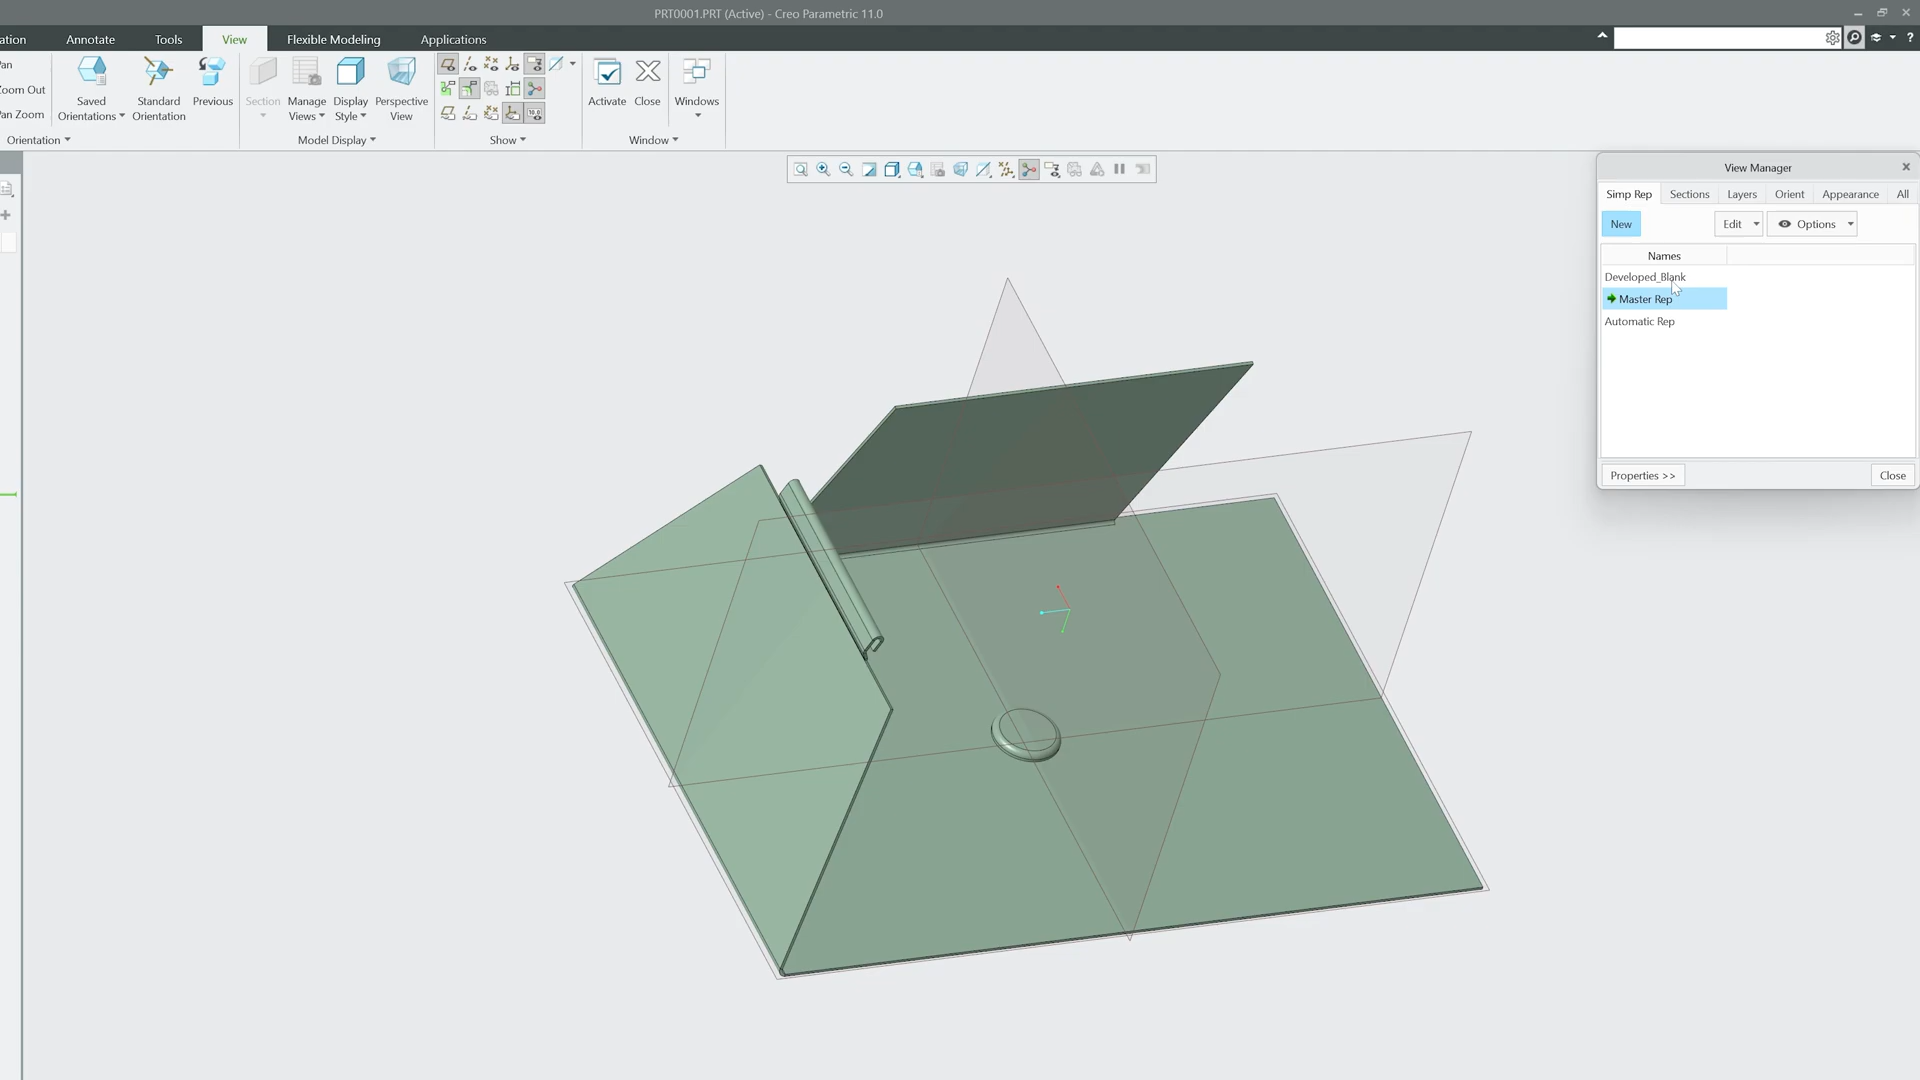 PRT0001.PRT (Active) - Creo Parametric 11.0
ation Annotate Tools View Flexible Modeling Applications ?
an
oom Out
an Zoom
Saved Orientations
Standard Orientation
Previous
Section
Manage Views
Display Style
Perspective View
Activate
Close
Windows
Orientation Model Display Show Window
View Manager
Simp Rep Sections Layers Orient Appearance All
New Edit Options
Names
Developed_Blank
Master Rep
Automatic Rep
Properties >> Close